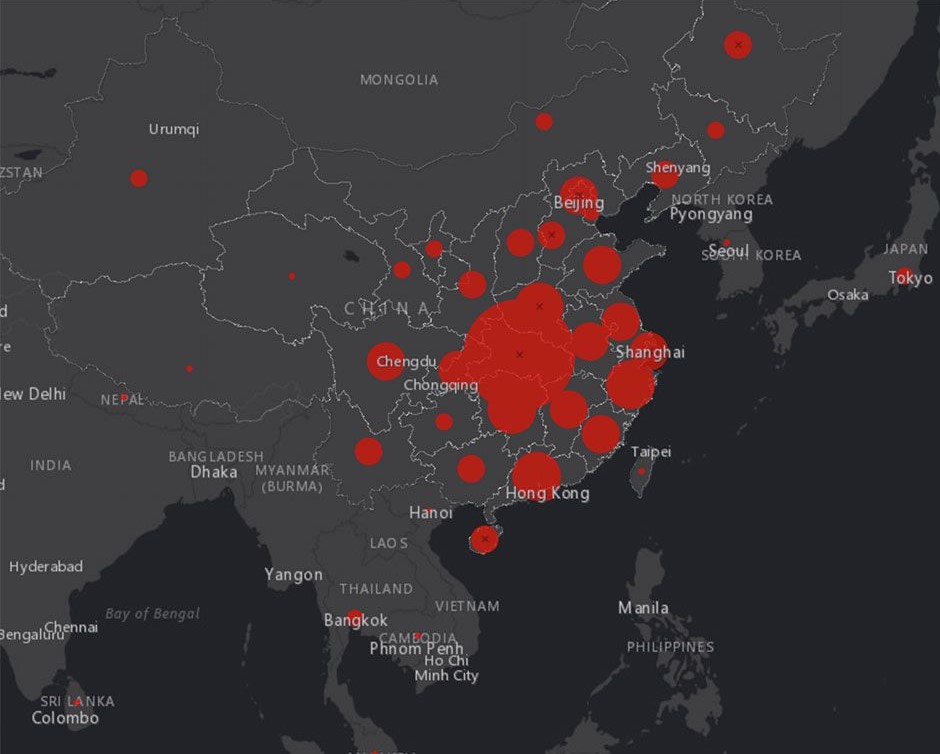 MONGOLIA
Urumqi
ZSTAN
Shenyang
Beijing
NORTH KOREA
Pyongyang
Seoul
SOUTH KOREA
JAPAN
Tokyo
Osaka
CHINA
d
re
Shanghai
Chengdu
Chongqing
ew Delhi
NEPAL
Taipei
BANGLADESH
Dhaka
INDIA
MYANMAR
(BURMA)
d
Hong Kong
Hanoi
LAOS
Hyderabad
Yangon
THAILAND
VIETNAM
Manila
Bay of Bengal
Bangkok
Chennai
Bengaluru
CAMBODIA
Phnom Penh
PHILIPPINES
Ho Chi
Minh City
SRI LANKA
Colombo